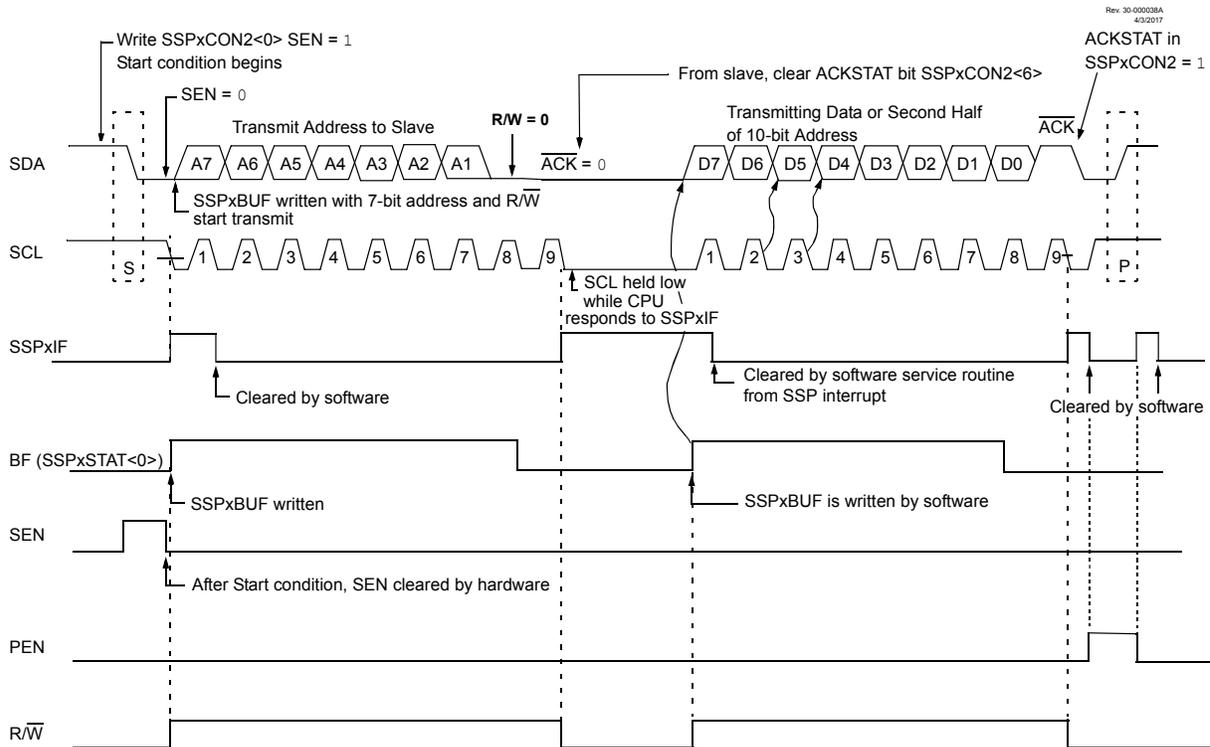 Rev. 30-000038A
4/3/2017
Write SSPxCON2<0> SEN = 1
Start condition begins
ACKSTAT in
SSPxCON2 = 1
From slave, clear ACKSTAT bit SSPxCON2<6>
SEN = 0
Transmit Address to Slave
R/W = 0
Transmitting Data or Second Half
of 10-bit Address
ACK
SDA
A7 A6 A5 A4 A3 A2 A1
ACK = 0
D7 D6 D5 D4 D3 D2 D1 D0
SSPxBUF written with 7-bit address and R/W
start transmit
SCL
S
1 2 3 4 5 6 7 8 9
1 2 3 4 5 6 7 8 9
P
SCL held low
while CPU
responds to SSPxIF
SSPxIF
Cleared by software
Cleared by software service routine
from SSP interrupt
Cleared by software
BF (SSPxSTAT<0>)
SSPxBUF written
SSPxBUF is written by software
SEN
After Start condition, SEN cleared by hardware
PEN
R/W